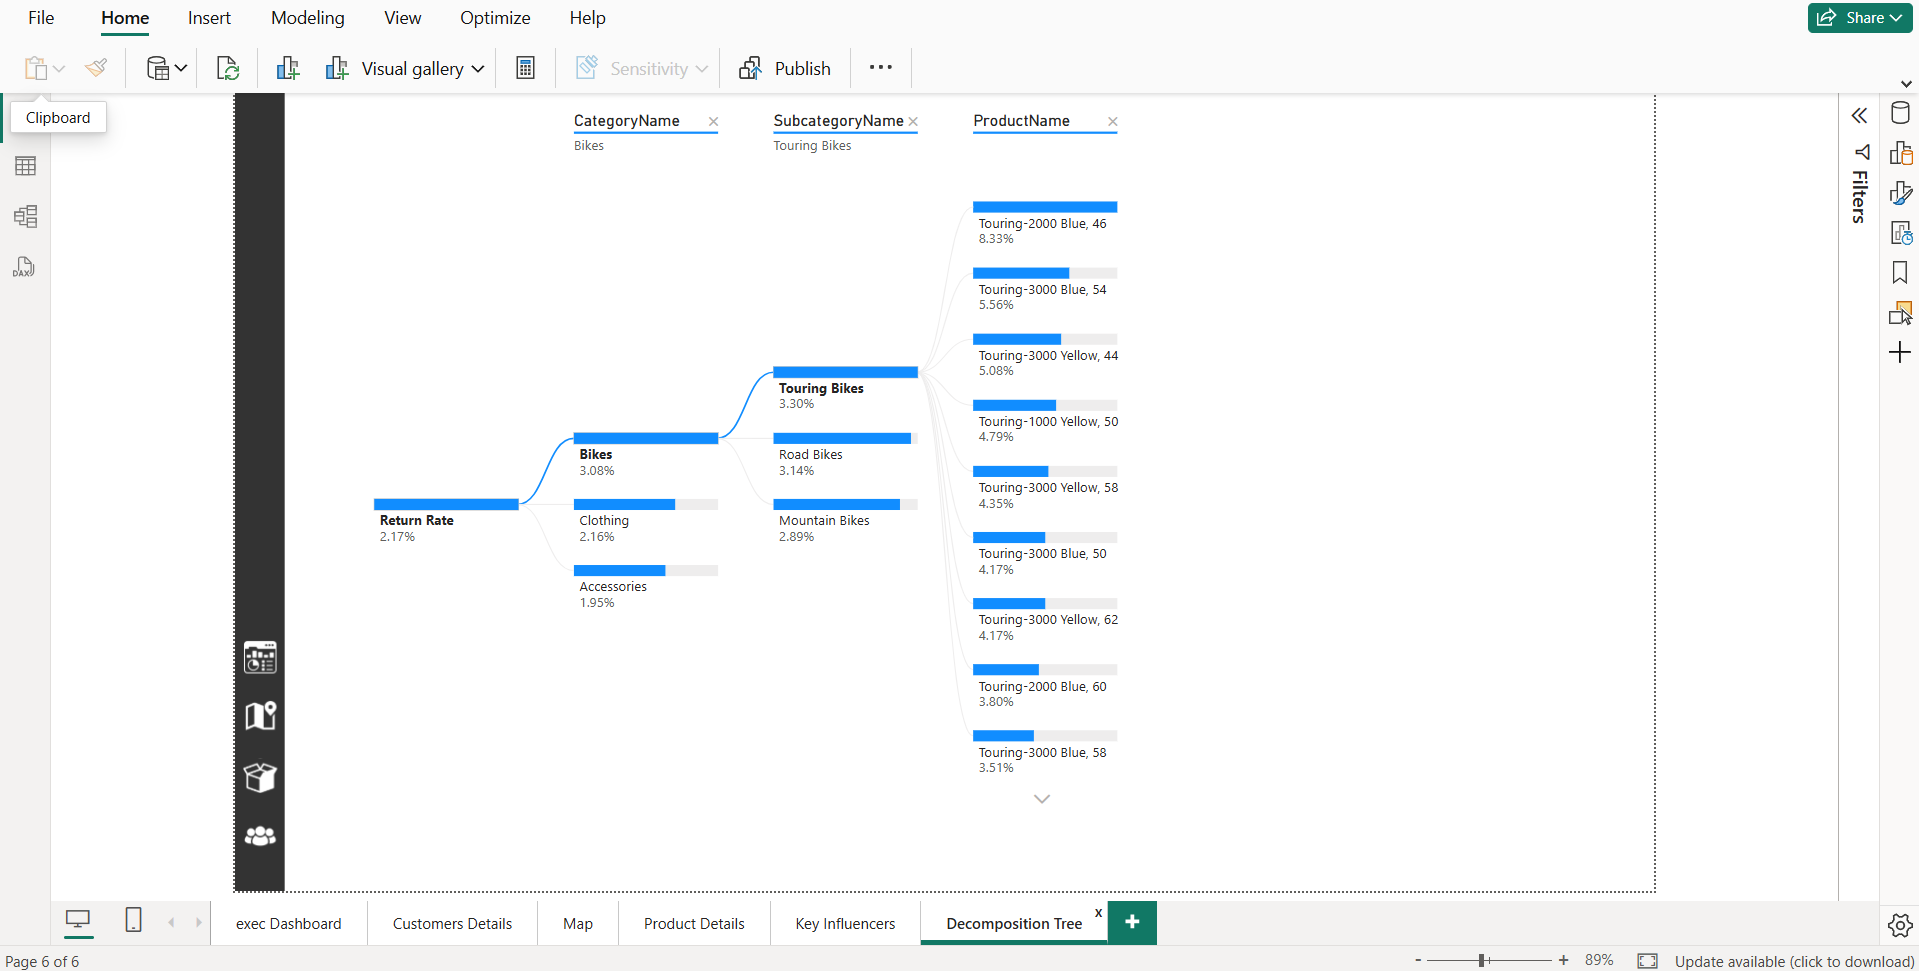 File Home Insert Modeling View Optimize Help Share
Visual gallery Sensitivity Publish
Clipboard
CategoryName SubcategoryName ProductName
Bikes Touring Bikes
Touring-2000 Blue, 46
8.33%
Touring-3000 Blue, 54
5.56%
Touring-3000 Yellow, 44
5.08%
Touring Bikes
3.30%
Touring-1000 Yellow, 50
4.79%
Bikes
3.08%
Road Bikes
3.14%
Touring-3000 Yellow, 58
4.35%
Return Rate
2.17%
Clothing
2.16%
Mountain Bikes
2.89%
Touring-3000 Blue, 50
4.17%
Accessories
1.95%
Touring-3000 Yellow, 62
4.17%
Touring-2000 Blue, 60
3.80%
Touring-3000 Blue, 58
3.51%
Filters
DAX
exec Dashboard Customers Details Map Product Details Key Influencers Decomposition Tree x +
Page 6 of 6 - + 89% Update available (click to download)